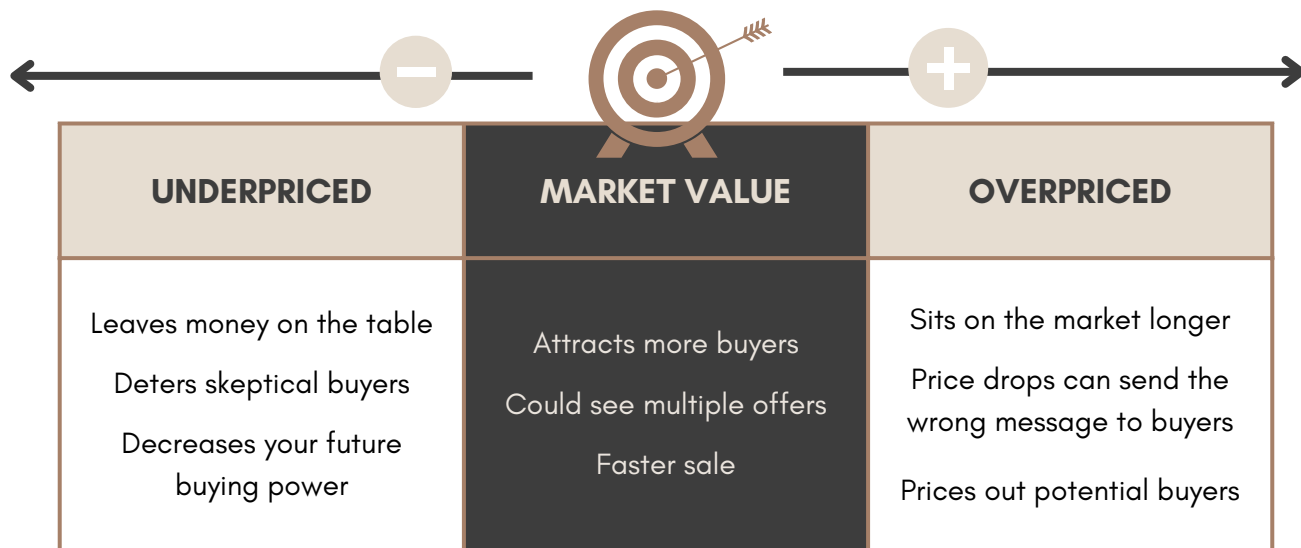 UNDERPRICED
MARKET VALUE
OVERPRICED
Leaves money on the table
Deters skeptical buyers
Decreases your future
buying power
Attracts more buyers
Could see multiple offers
Faster sale
Sits on the market longer
Price drops can send the
wrong message to buyers
Prices out potential buyers